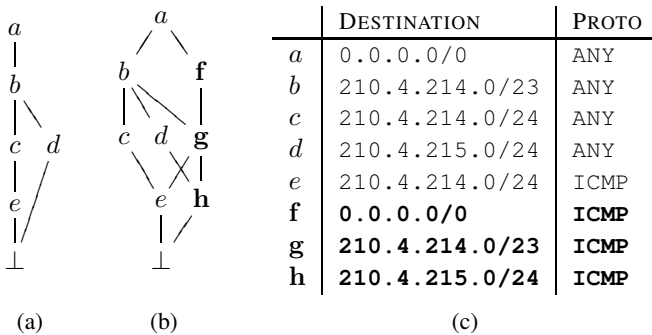 a
b
c d
e
⊥
(a)
a
b f
c d g
e h
⊥
(b)
DESTINATION PROTO
a 0.0.0.0/0 ANY
b 210.4.214.0/23 ANY
c 210.4.214.0/24 ANY
d 210.4.215.0/24 ANY
e 210.4.214.0/24 ICMP
f 0.0.0.0/0 ICMP
g 210.4.214.0/23 ICMP
h 210.4.215.0/24 ICMP
(c)